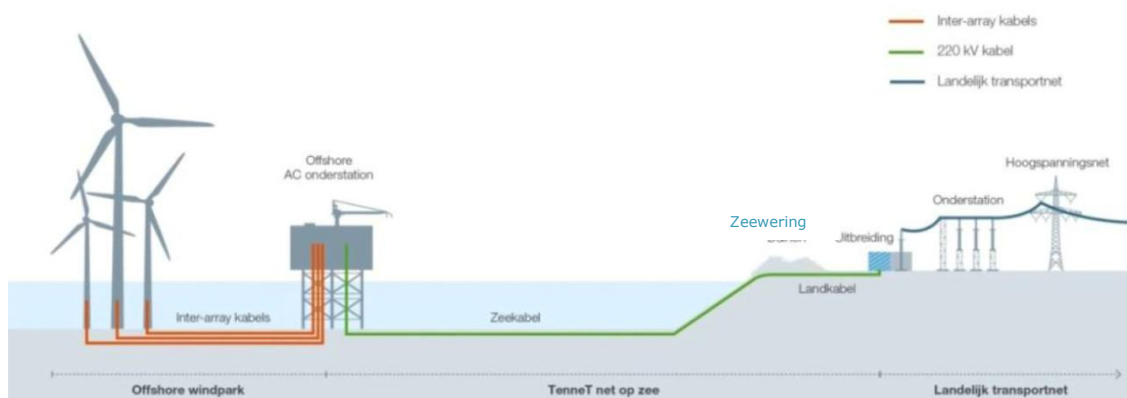 Inter-array kabels
220 kV kabel
Landelijk transportnet
Offshore
AC onderstation
Hoogspanningsnet
Onderstation
Zeewering
Uitbreiding
Landkabel
Inter-array kabels
Zeekabel
Offshore windpark
TenneT net op zee
Landelijk transportnet